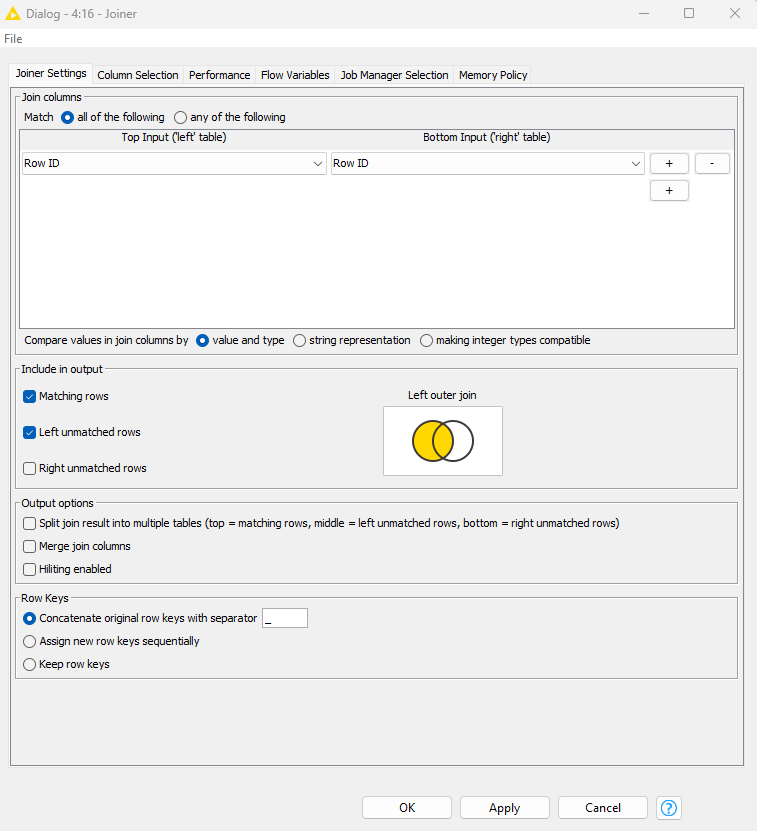 Dialog - 4:16 - Joiner
File
Joiner Settings Column Selection Performance Flow Variables Job Manager Selection Memory Policy
Join columns
Match all of the following any of the following
Top Input ('left' table) Bottom Input ('right' table)
Row ID Row ID + -
+
Compare values in join columns by value and type string representation making integer types compatible
Include in output
Matching rows
Left outer join
Left unmatched rows
Right unmatched rows
Output options
Split join result into multiple tables (top = matching rows, middle = left unmatched rows, bottom = right unmatched rows)
Merge join columns
Hiliting enabled
Row Keys
Concatenate original row keys with separator _
Assign new row keys sequentially
Keep row keys
OK Apply Cancel ?